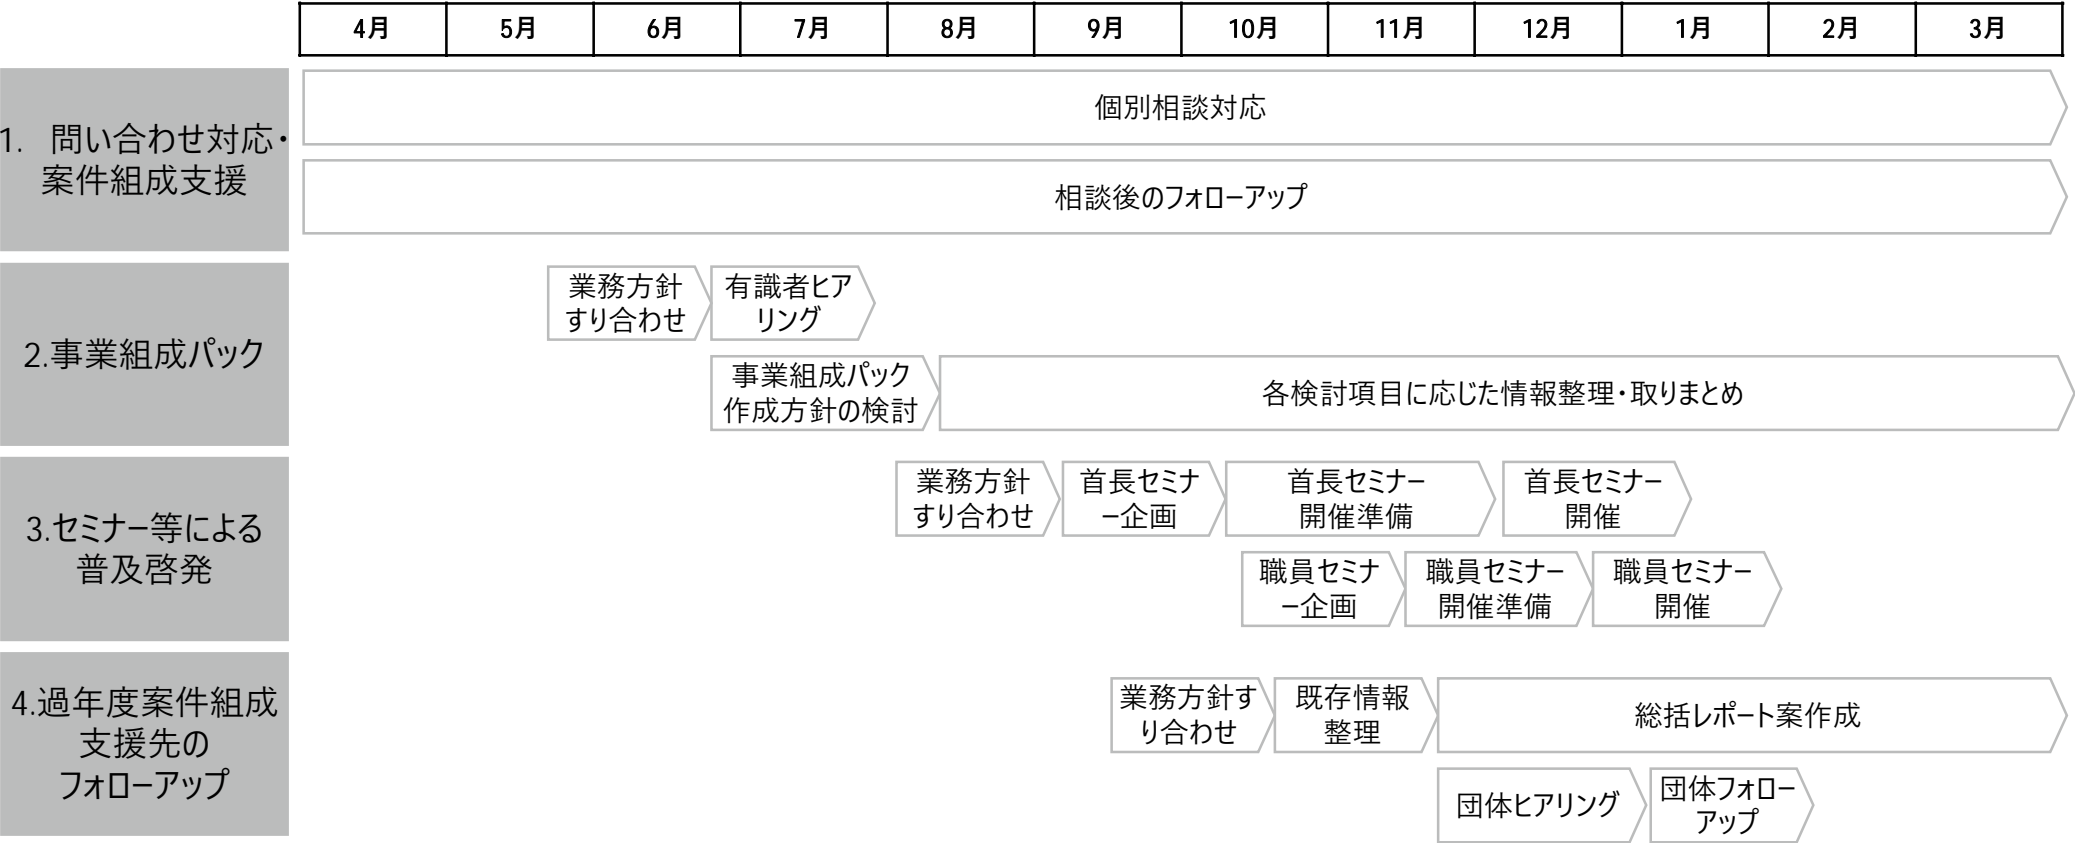 4月 5月 6月 7月 8月 9月 10月 11月 12月 1月 2月 3月
1. 問い合わせ対応・
案件組成支援
個別相談対応
相談後のフォローアップ
2.事業組成パック
業務方針
すり合わせ
有識者ヒア
リング
事業組成パック
作成方針の検討
各検討項目に応じた情報整理・取りまとめ
3.セミナー等による
普及啓発
業務方針
すり合わせ
首長セミナ
ー企画
首長セミナー
開催準備
首長セミナー
開催
職員セミナ
ー企画
職員セミナー
開催準備
職員セミナー
開催
4.過年度案件組成
支援先の
フォローアップ
業務方針す
り合わせ
既存情報
整理
総括レポート案作成
団体ヒアリング
団体フォロー
アップ